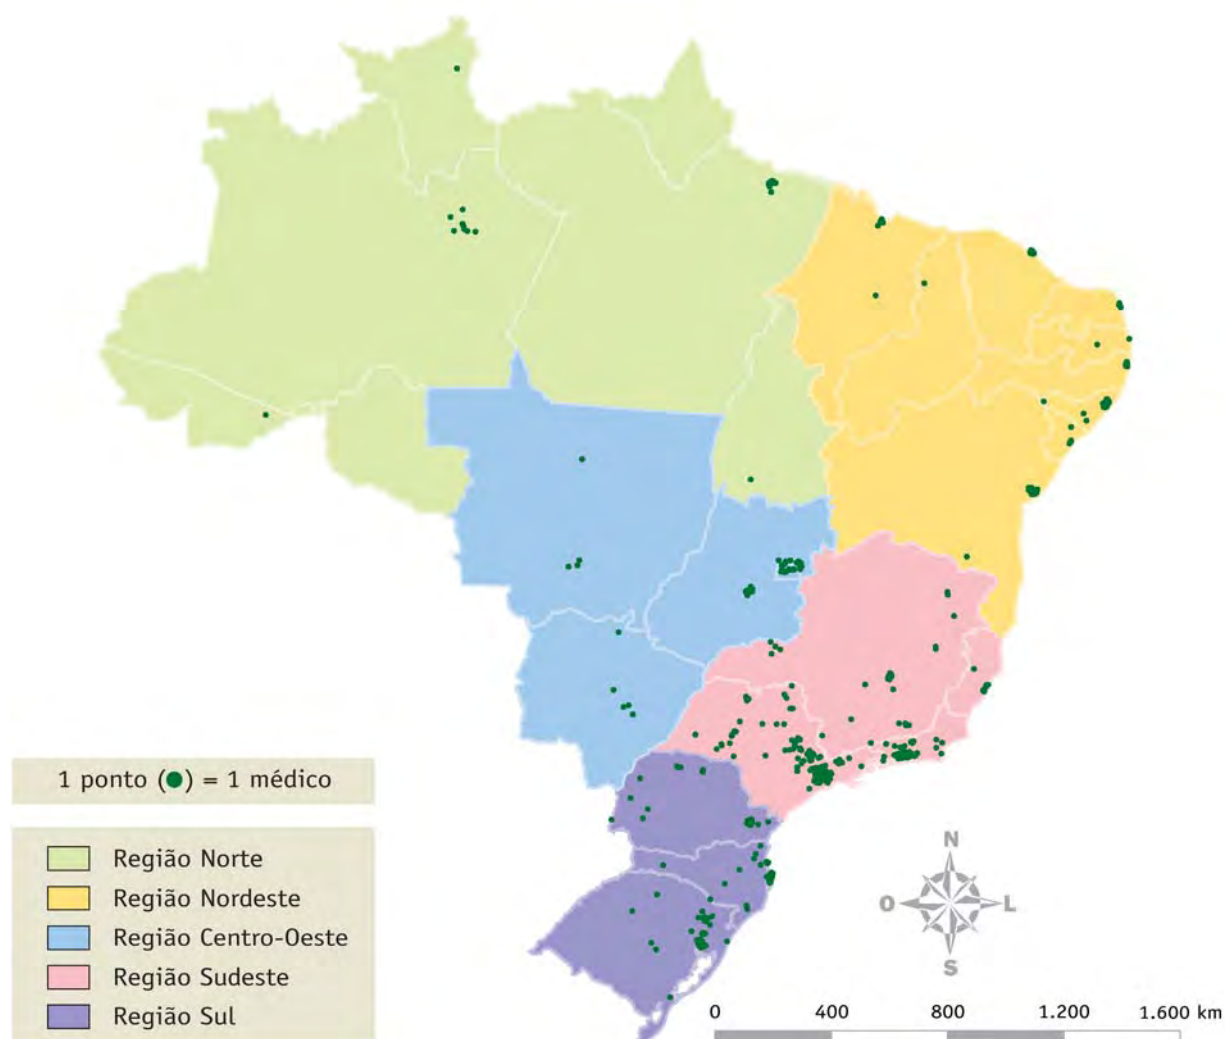 1 ponto (●) = 1 médico
Região Norte
Região Nordeste
Região Centro-Oeste
Região Sudeste
Região Sul
N
O
L
S
0 400 800 1.200 1.600 km